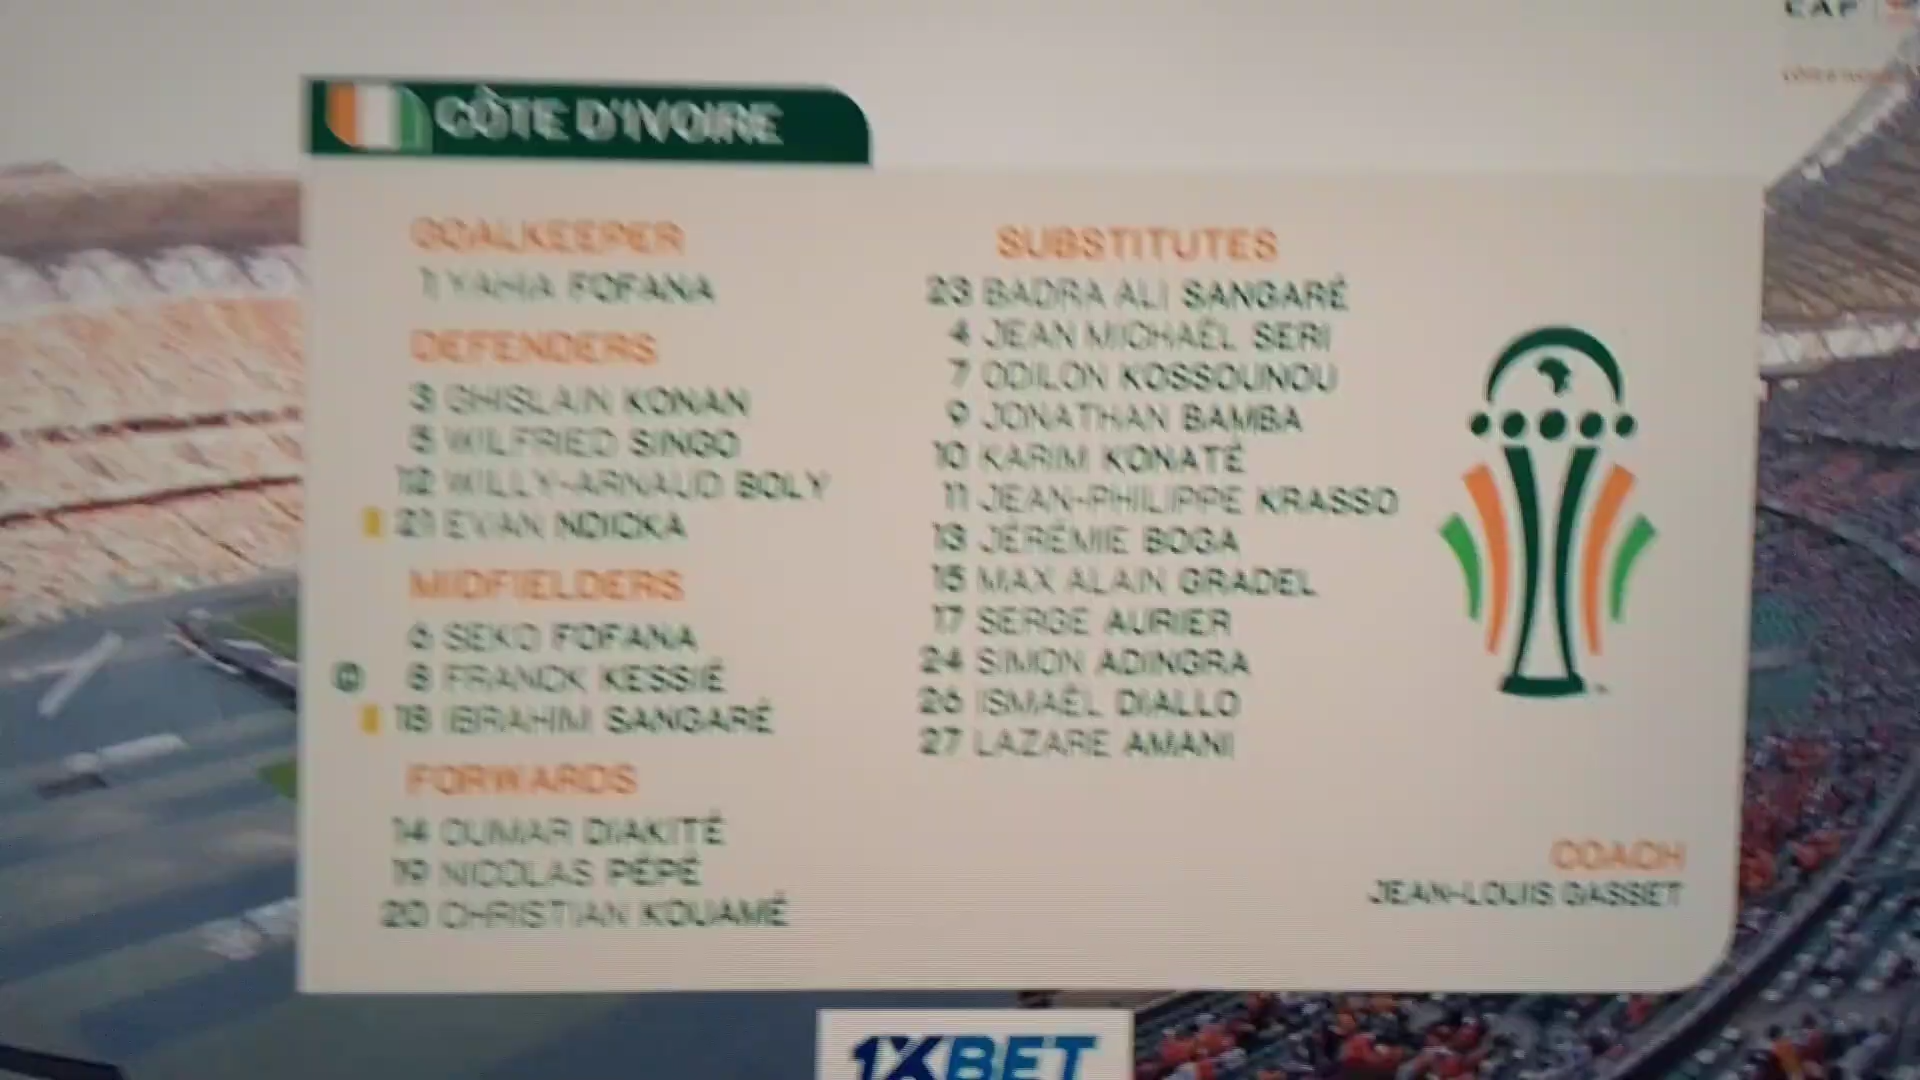 CAF
CÔTE D'IVOIRE
GOALKEEPER
1 YAHIA FOFANA
DEFENDERS
3 GHISLAIN KONAN
5 WILFRIED SINGO
12 WILLY-ARNAUD BOLY
21 EVAN NDICKA
MIDFIELDERS
6 SEKO FOFANA
C 8 FRANCK KESSIÉ
18 IBRAHIM SANGARÉ
FORWARDS
14 OUMAR DIAKITÉ
19 NICOLAS PÉPÉ
20 CHRISTIAN KOUAMÉ
SUBSTITUTES
23 BADRA ALI SANGARÉ
4 JEAN MICHAËL SERI
7 ODILON KOSSOUNOU
9 JONATHAN BAMBA
10 KARIM KONATÉ
11 JEAN-PHILIPPE KRASSO
13 JÉRÉMIE BOGA
15 MAX ALAIN GRADEL
17 SERGE AURIER
24 SIMON ADINGRA
26 ISMAËL DIALLO
27 LAZARE AMANI
COACH
JEAN-LOUIS GASSET
1XBET